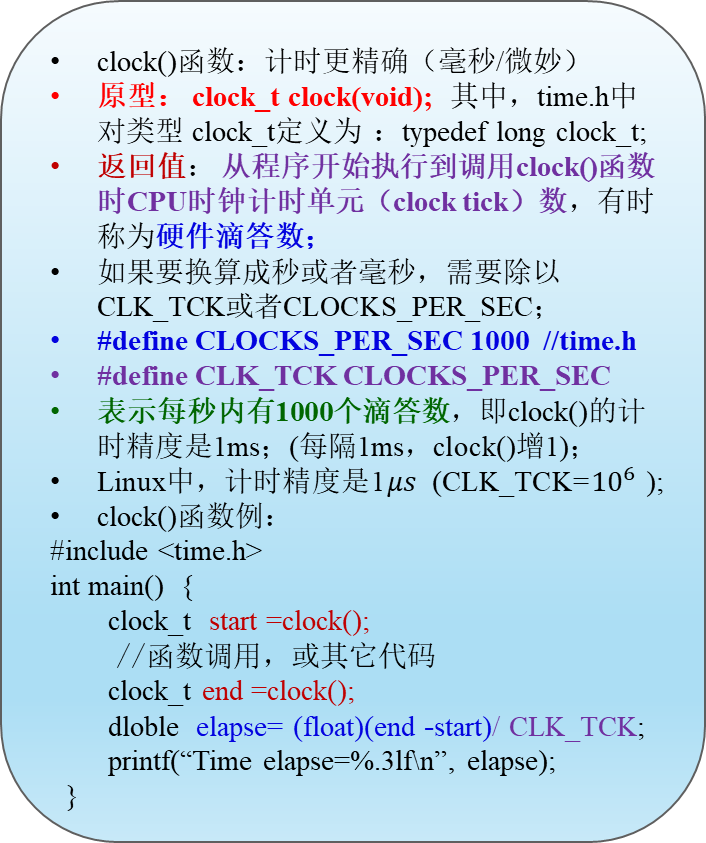 • clock()函数：计时更精确（毫秒/微妙）
• 原型： clock_t clock(void); 其中，time.h中
对类型 clock_t定义为 ：typedef long clock_t;
• 返回值： 从程序开始执行到调用clock()函数
时CPU时钟计时单元（clock tick）数，有时
称为硬件滴答数；
• 如果要换算成秒或者毫秒，需要除以
CLK_TCK或者CLOCKS_PER_SEC；
• #define CLOCKS_PER_SEC 1000 //time.h
• #define CLK_TCK CLOCKS_PER_SEC
• 表示每秒内有1000个滴答数，即clock()的计
时精度是1ms；(每隔1ms，clock()增1)；
• Linux中，计时精度是1𝜇𝑠 (CLK_TCK=10⁶ );
• clock()函数例：
#include <time.h>
int main() {
clock_t start =clock();
//函数调用，或其它代码
clock_t end =clock();
dloble elapse= (float)(end -start)/ CLK_TCK;
printf(“Time elapse=%.3lf\n”, elapse);
}